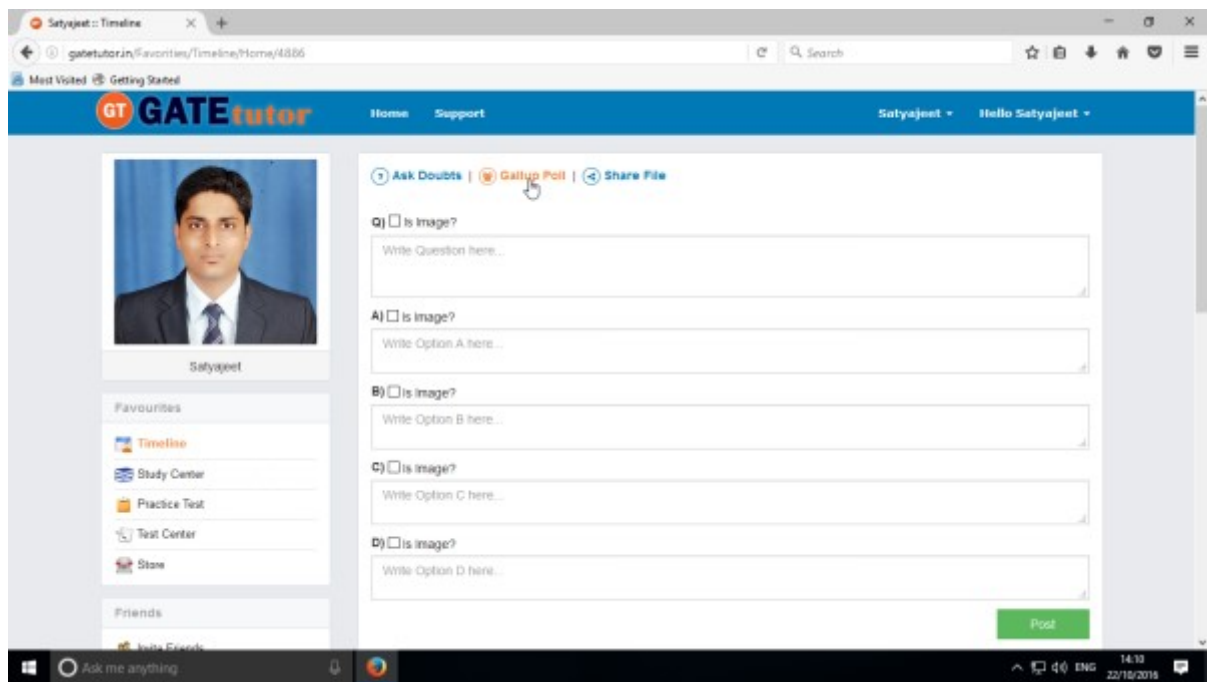 Satyajeet :: Timeline
gatetutor.in/Favorities/Timeline/Home/4886
Search
Most Visited Getting Started
GT GATEtutor
Home Support Satyajeet Hello Satyajeet
Ask Doubts | Gallup Poll | Share File
Q) Is Image?
Write Question here...
A) Is Image?
Write Option A here...
Satyajeet
B) Is Image?
Favourites
Write Option B here...
Timeline
C) Is Image?
Study Center
Write Option C here...
Practice Test
Test Center
D) Is Image?
Store
Write Option D here...
Friends
Post
Invite Friends
Ask me anything
ENG
14:10
22/10/2016